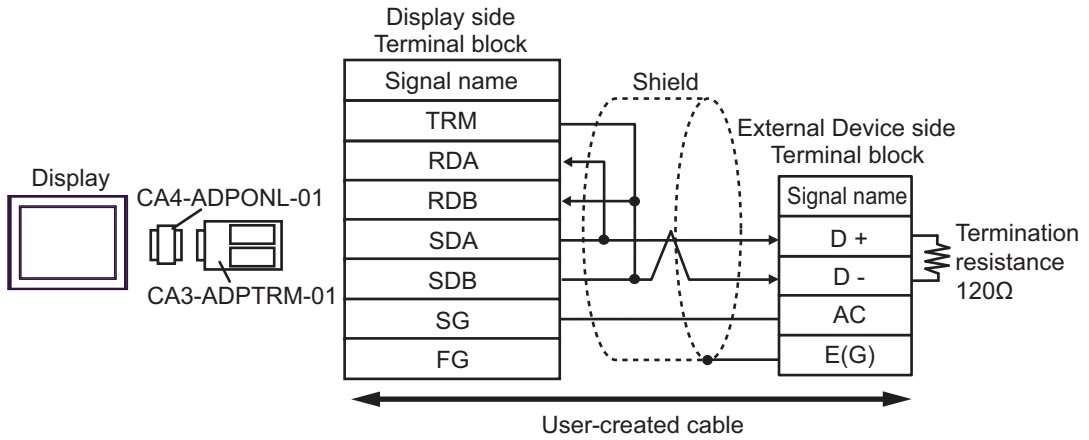 Display side
Terminal block
Signal name
TRM
RDA
RDB
SDA
SDB
SG
FG
Shield
External Device side
Terminal block
Signal name
D +
D -
AC
E(G)
Termination
resistance
120Ω
Display
CA4-ADPONL-01
CA3-ADPTRM-01
User-created cable